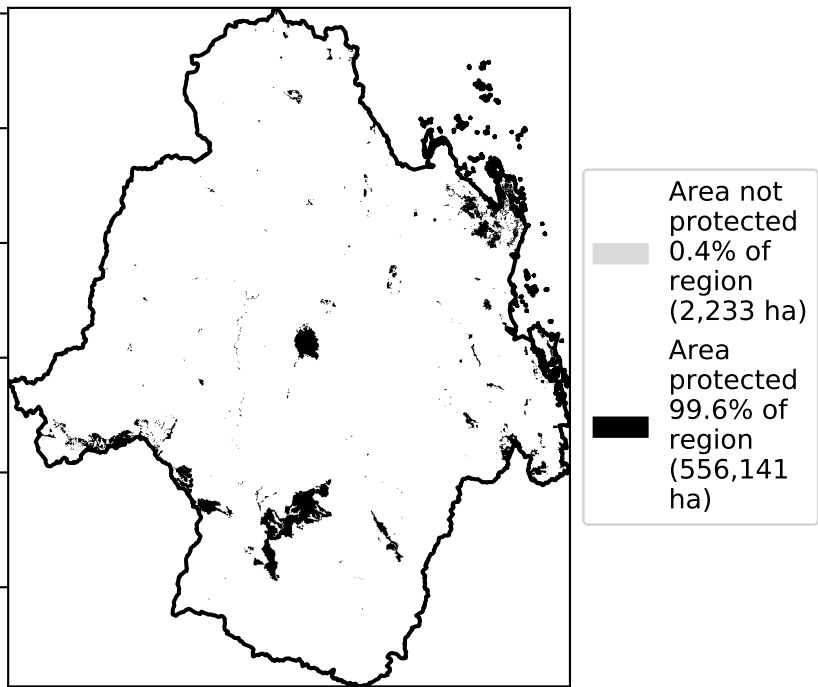 Area not
protected
0.4% of
region
(2,233 ha)
Area
protected
99.6% of
region
(556,141
ha)